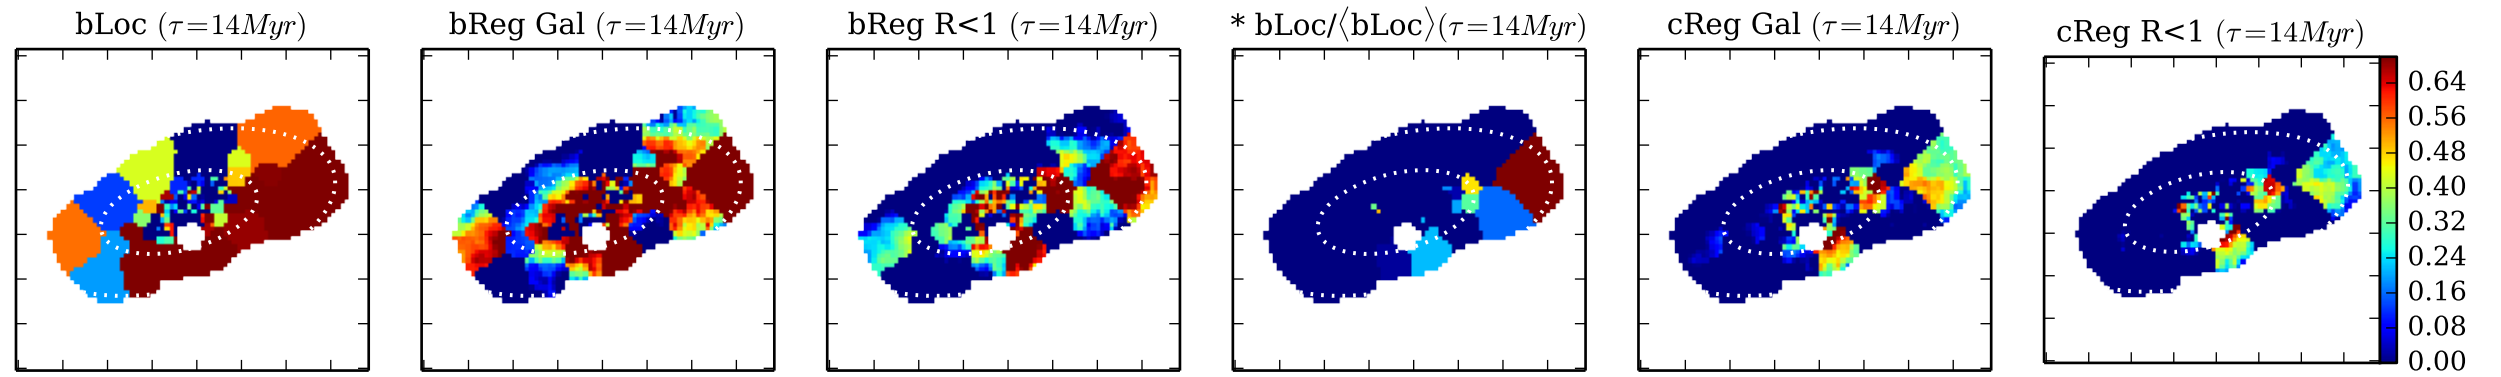 bLoc (τ=14Myr)
bReg Gal (τ=14Myr)
bReg R<1 (τ=14Myr)
* bLoc/⟨bLoc⟩(τ=14Myr)
cReg Gal (τ=14Myr)
cReg R<1 (τ=14Myr)
0.64
0.56
0.48
0.40
0.32
0.24
0.16
0.08
0.00